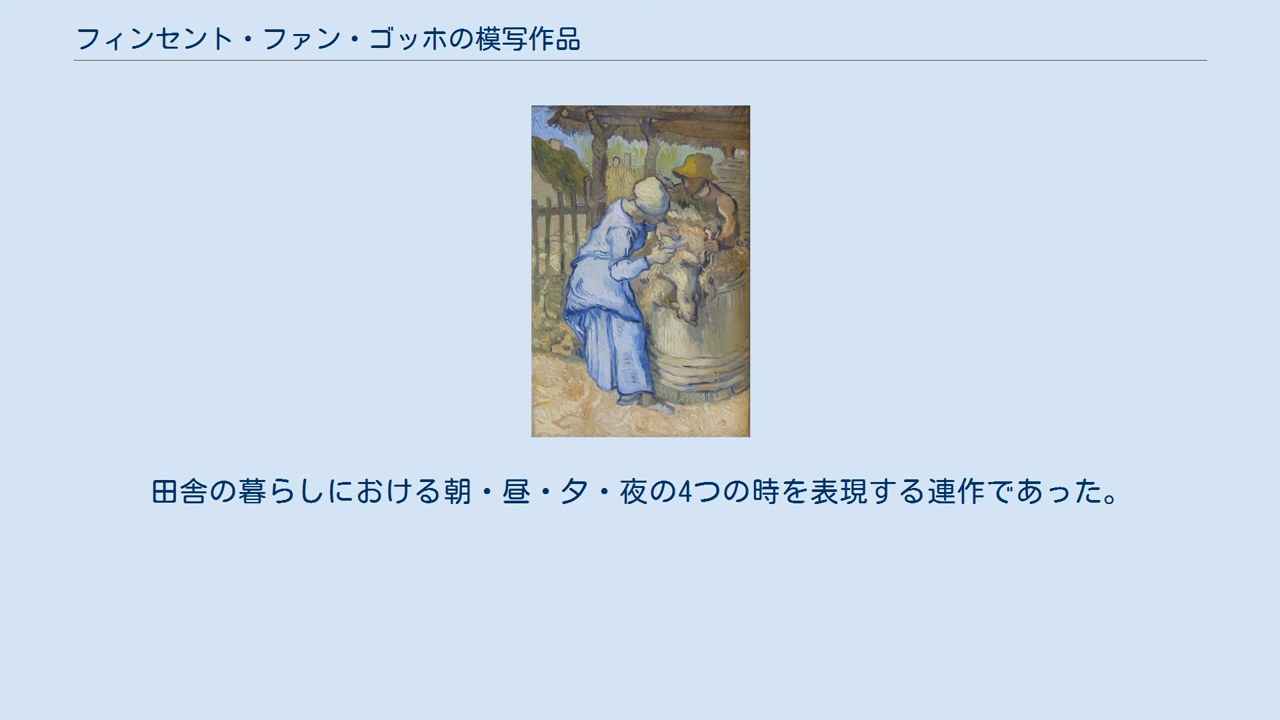 フィンセント・ファン・ゴッホの模写作品
田舎の暮らしにおける朝・昼・夕・夜の4つの時を表現する連作であった。